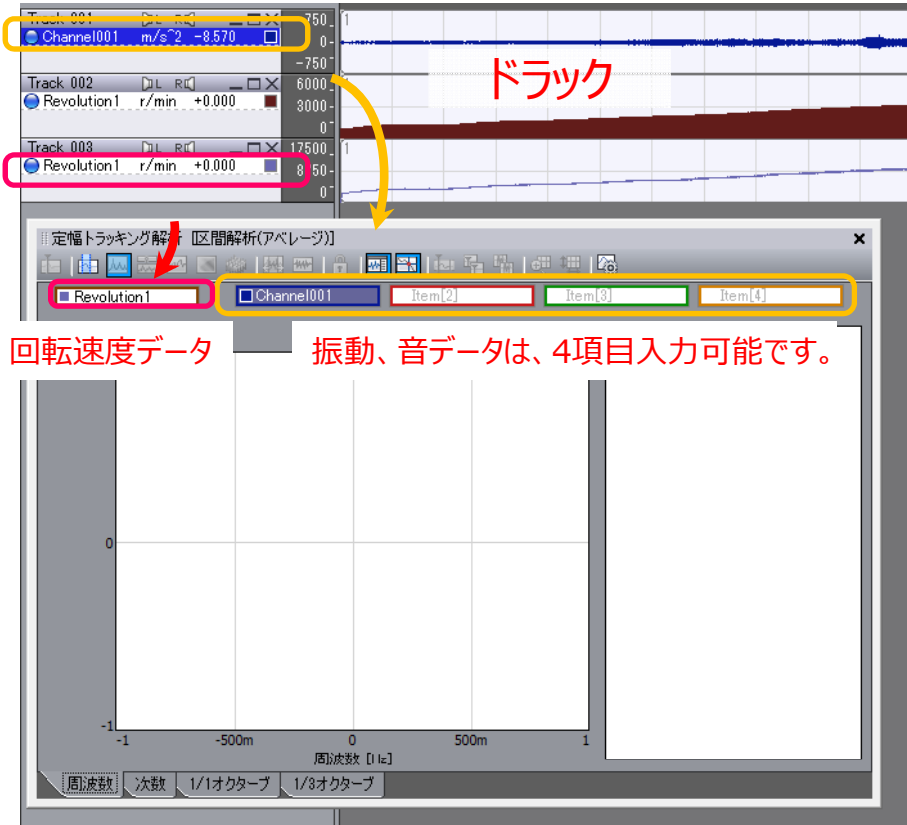 Track 001 L R 750
Channel001 m/s^2 -8.570 0
-750
ドラック
Track 002 L R 6000
Revolution1 r/min +0.000 3000
0
Track 003 L R 17500 1
Revolution1 r/min +0.000 8750
0
定幅トラッキング解析 [区間解析(アベレージ)]
Revolution1 Channel001 Item[2] Item[3] Item[4]
回転速度データ 振動、音データは、4項目入力可能です。
0
-1
-1 -500m 0 500m 1
周波数 [Hz]
周波数 次数 1/1オクターブ 1/3オクターブ